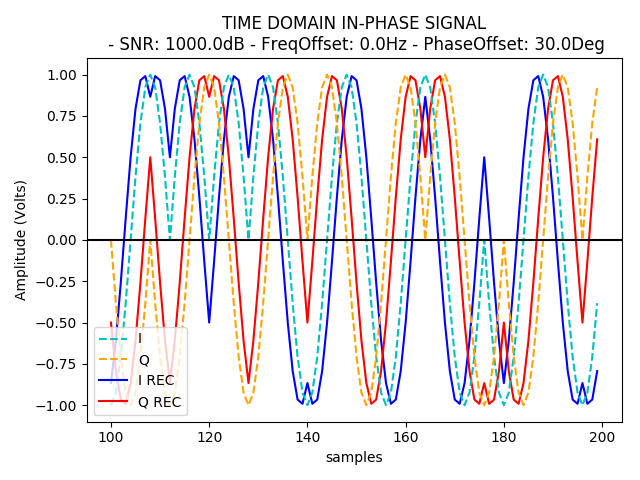 TIME DOMAIN IN-PHASE SIGNAL
- SNR: 1000.0dB - FreqOffset: 0.0Hz - PhaseOffset: 30.0Deg
1.00
0.75
0.50
0.25
0.00
−0.25
−0.50
−0.75
−1.00
Amplitude (Volts)
I
Q
I REC
Q REC
100
120
140
160
180
200
samples